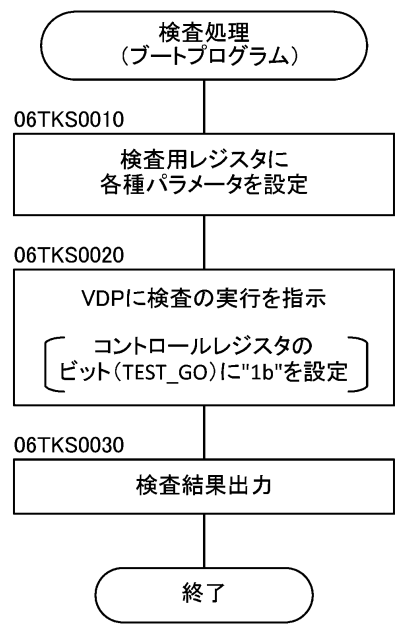 検査処理
（ブートプログラム）
06TKS0010
検査用レジスタに
各種パラメータを設定
06TKS0020
VDPに検査の実行を指示
コントロールレジスタの
ビット（TEST_GO）に"1b"を設定
06TKS0030
検査結果出力
終了